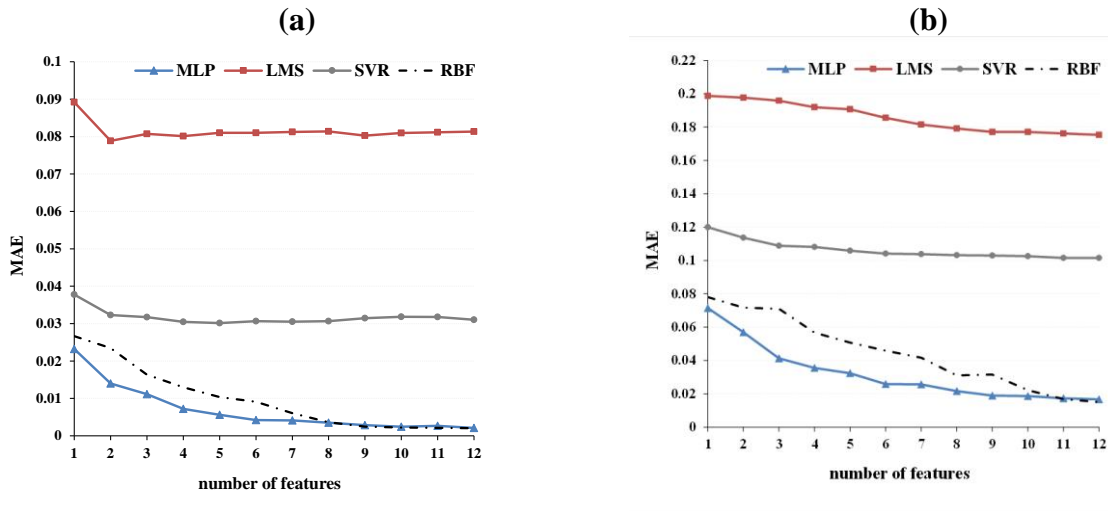 (a)
MLP LMS SVR RBF
0.1
0.09
0.08
0.07
0.06
0.05
0.04
0.03
0.02
0.01
0
MAE
1 2 3 4 5 6 7 8 9 10 11 12
number of features
(b)
MLP LMS SVR RBF
0.22
0.2
0.18
0.16
0.14
0.12
0.1
0.08
0.06
0.04
0.02
0
MAE
1 2 3 4 5 6 7 8 9 10 11 12
number of features